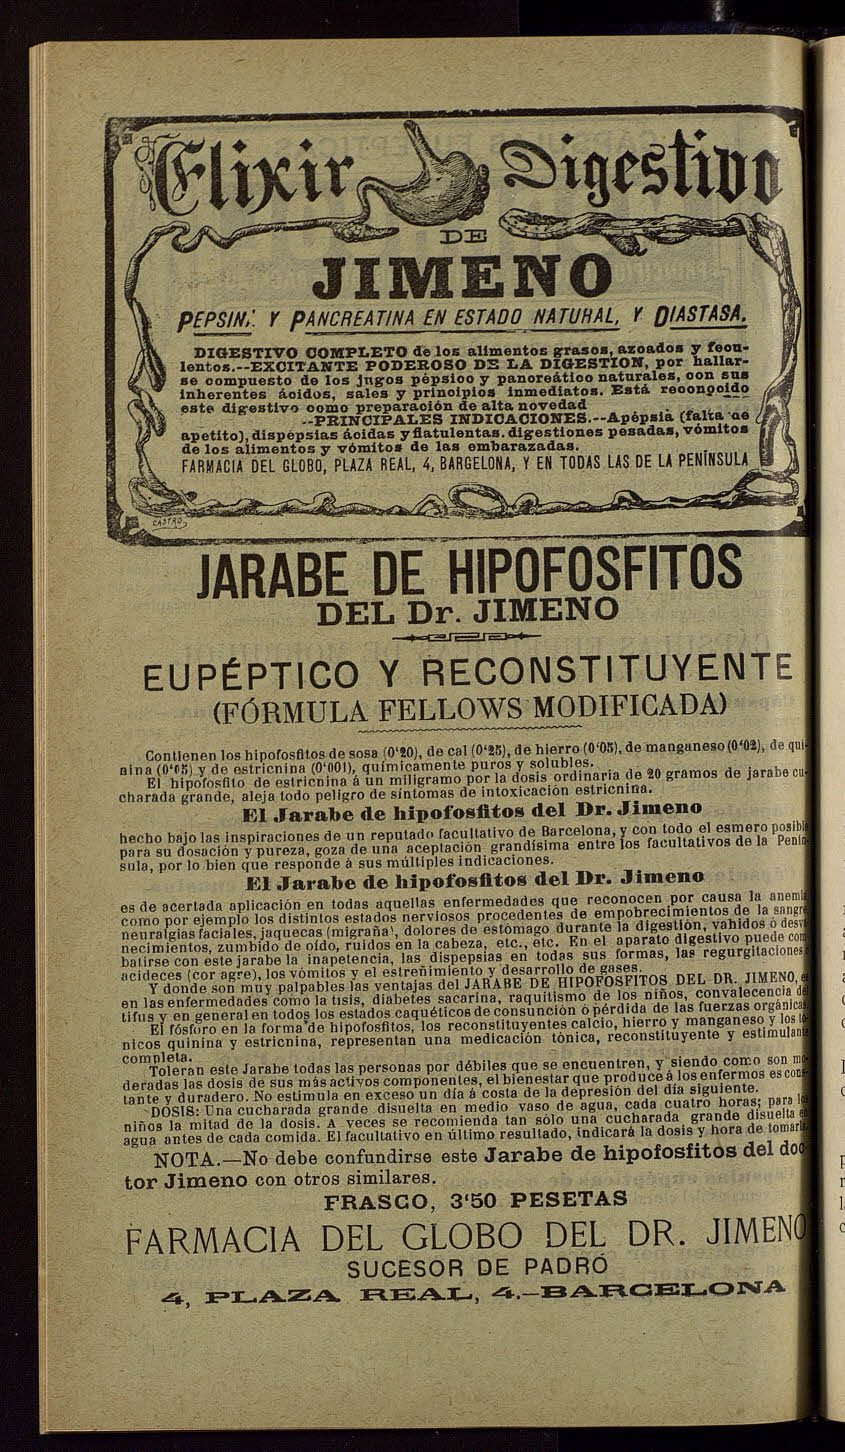 Elixir Digestivo
DE
JIMENO
PEPSINA Y PANCREATINA EN ESTADO NATURAL, Y DIASTASA.
DIGESTIVO COMPLETO de los alimentos grasos, azoados y fecu-
lentos.--EXCITANTE PODEROSO DE LA DIGESTION, por hallar-
se compuesto de los jugos pépsico y pancreático naturales, con sus
inherentes ácidos, sales y principios inmediatos. Está reconocido
este digestivo como preparación de alta novedad
--PRINCIPALES INDICACIONES.--Apépsia (falta de
apetito), dispépsias ácidas y flatulentas. digestiones pesadas, vómitos
de los alimentos y vómitos de las embarazadas.
FARMACIA DEL GLOBO, PLAZA REAL, 4, BARCELONA, Y EN TODAS LAS DE LA PENÍNSULA
CASTRO
JARABE DE HIPOFOSFITOS
DEL Dr. JIMENO
EUPÉPTICO Y RECONSTITUYENTE
(FÓRMULA FELLOWS MODIFICADA)
Contienen los hipofosfitos de sosa (0'20), de cal (0'25), de hierro (0'05), de manganeso (0'02), de qui-
nina (0'05) y de estricnina (0'001), químicamente puros y solubles.
El hipofosfito de estricnina á un miligramo por la dosis ordinaria de 20 gramos de jarabe cu-
charada grande, aleja todo peligro de síntomas de intoxicación estricnina.
El Jarabe de hipofosfitos del Dr. Jimeno
hecho bajo las inspiraciones de un reputado facultativo de Barcelona, y con todo el esmero posibl
para su dosación y pureza, goza de una aceptación grandísima entre los facultativos de la Penín-
sula, por lo bien que responde á sus múltiples indicaciones.
El Jarabe de hipofosfitos del Dr. Jimeno
es de acertada aplicación en todas aquellas enfermedades que reconocen por causa la anemia
como por ejemplo los distintos estados nerviosos procedentes de empobrecimientos de la sangre
neuralgias faciales, jaquecas (migraña), dolores de estómago durante la digestión, vahidos ó desva
necimientos, zumbido de oído, ruidos en la cabeza, etc., etc. En el aparato digestivo puede com
batirse con este jarabe la inapetencia, las dispepsias en todas sus formas, las regurgitaciones
acideces (cor agre), los vómitos y el estreñimiento y desarrollo de gases.
Y donde son muy palpables las ventajas del JARABE DE HIPOFOSFITOS DEL DR. JIMENO, e
en las enfermedades como la tisis, diabetes sacarina, raquitismo de los niños, convalecencia de
tifus y en general en todos los estados caquéticos de consunción ó pérdida de las fuerzas orgánicas
El fósforo en la forma de hipofosfitos, los reconstituyentes calcio, hierro y manganeso y los tó-
nicos quinina y estricnina, representan una medicación tónica, reconstituyente y estimulant
completa.
Toleran este Jarabe todas las personas por débiles que se encuentren, y siendo como son mo-
deradas las dosis de sus más activos componentes, el bienestar que produce á los enfermos es cons-
tante y duradero. No estimula en exceso un día á costa de la depresión del día siguiente.
DOSIS: Una cucharada grande disuelta en medio vaso de agua, cada cuatro horas; para los
niños la mitad de la dosis. A veces se recomienda tan sólo una cucharada grande disuelta en
agua antes de cada comida. El facultativo en último resultado, indicará la dosis y hora de tomarla
NOTA.—No debe confundirse este Jarabe de hipofosfitos del doc-
tor Jimeno con otros similares.
FRASCO, 3'50 PESETAS
FARMACIA DEL GLOBO DEL DR. JIMENO
SUCESOR DE PADRÓ
4, PLAZA REAL, 4.—BARCELONA